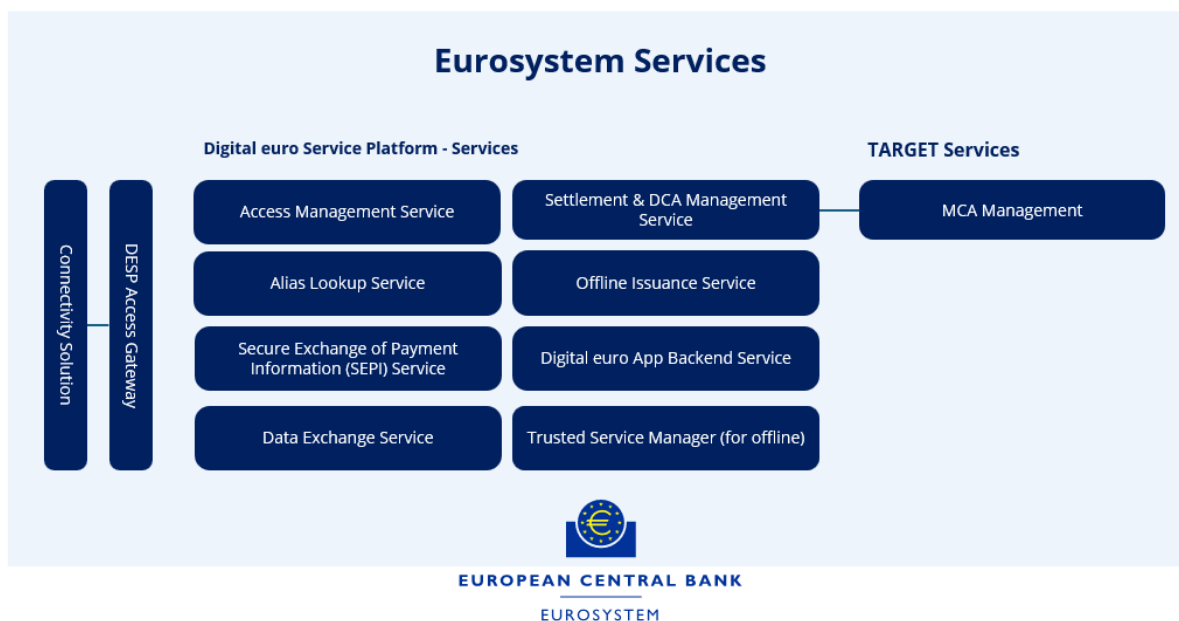 Eurosystem Services
Digital euro Service Platform - Services
TARGET Services
Connectivity Solution
DESP Access Gateway
Access Management Service
Settlement & DCA Management
Service
MCA Management
Alias Lookup Service
Offline Issuance Service
Secure Exchange of Payment
Information (SEPI) Service
Digital euro App Backend Service
Data Exchange Service
Trusted Service Manager (for offline)
€
EUROPEAN CENTRAL BANK
EUROSYSTEM